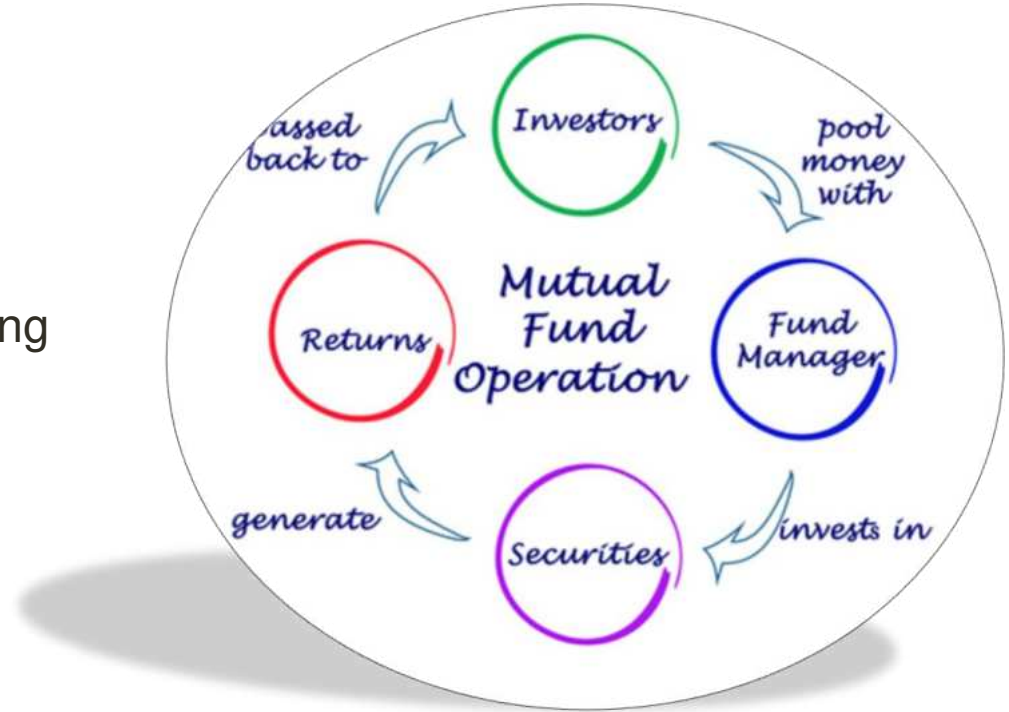 Investors
pool
money
with
Fund
Manager
invests in
Securities
generate
Returns
assed
back to
Mutual
Fund
Operation
ng